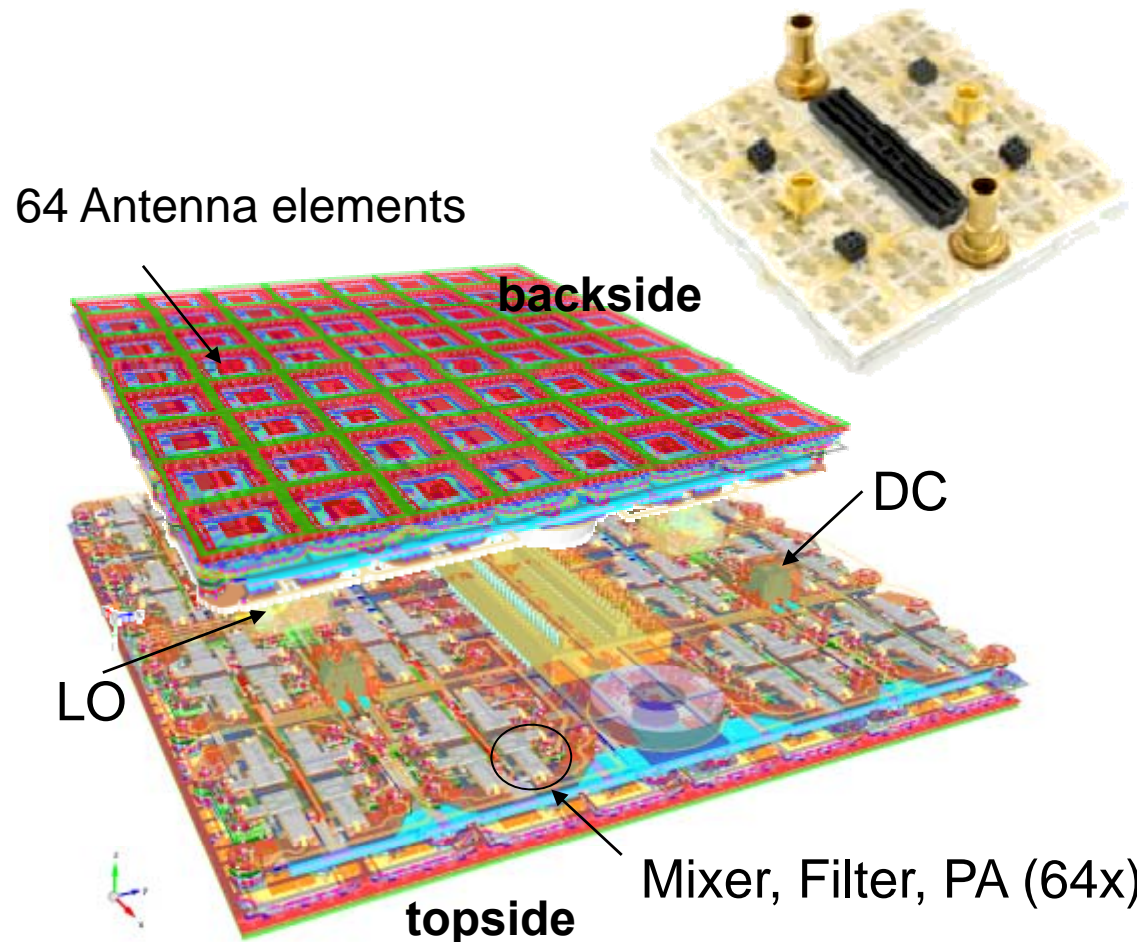 64 Antenna elements
backside
DC
LO
Mixer, Filter, PA (64x)
topside